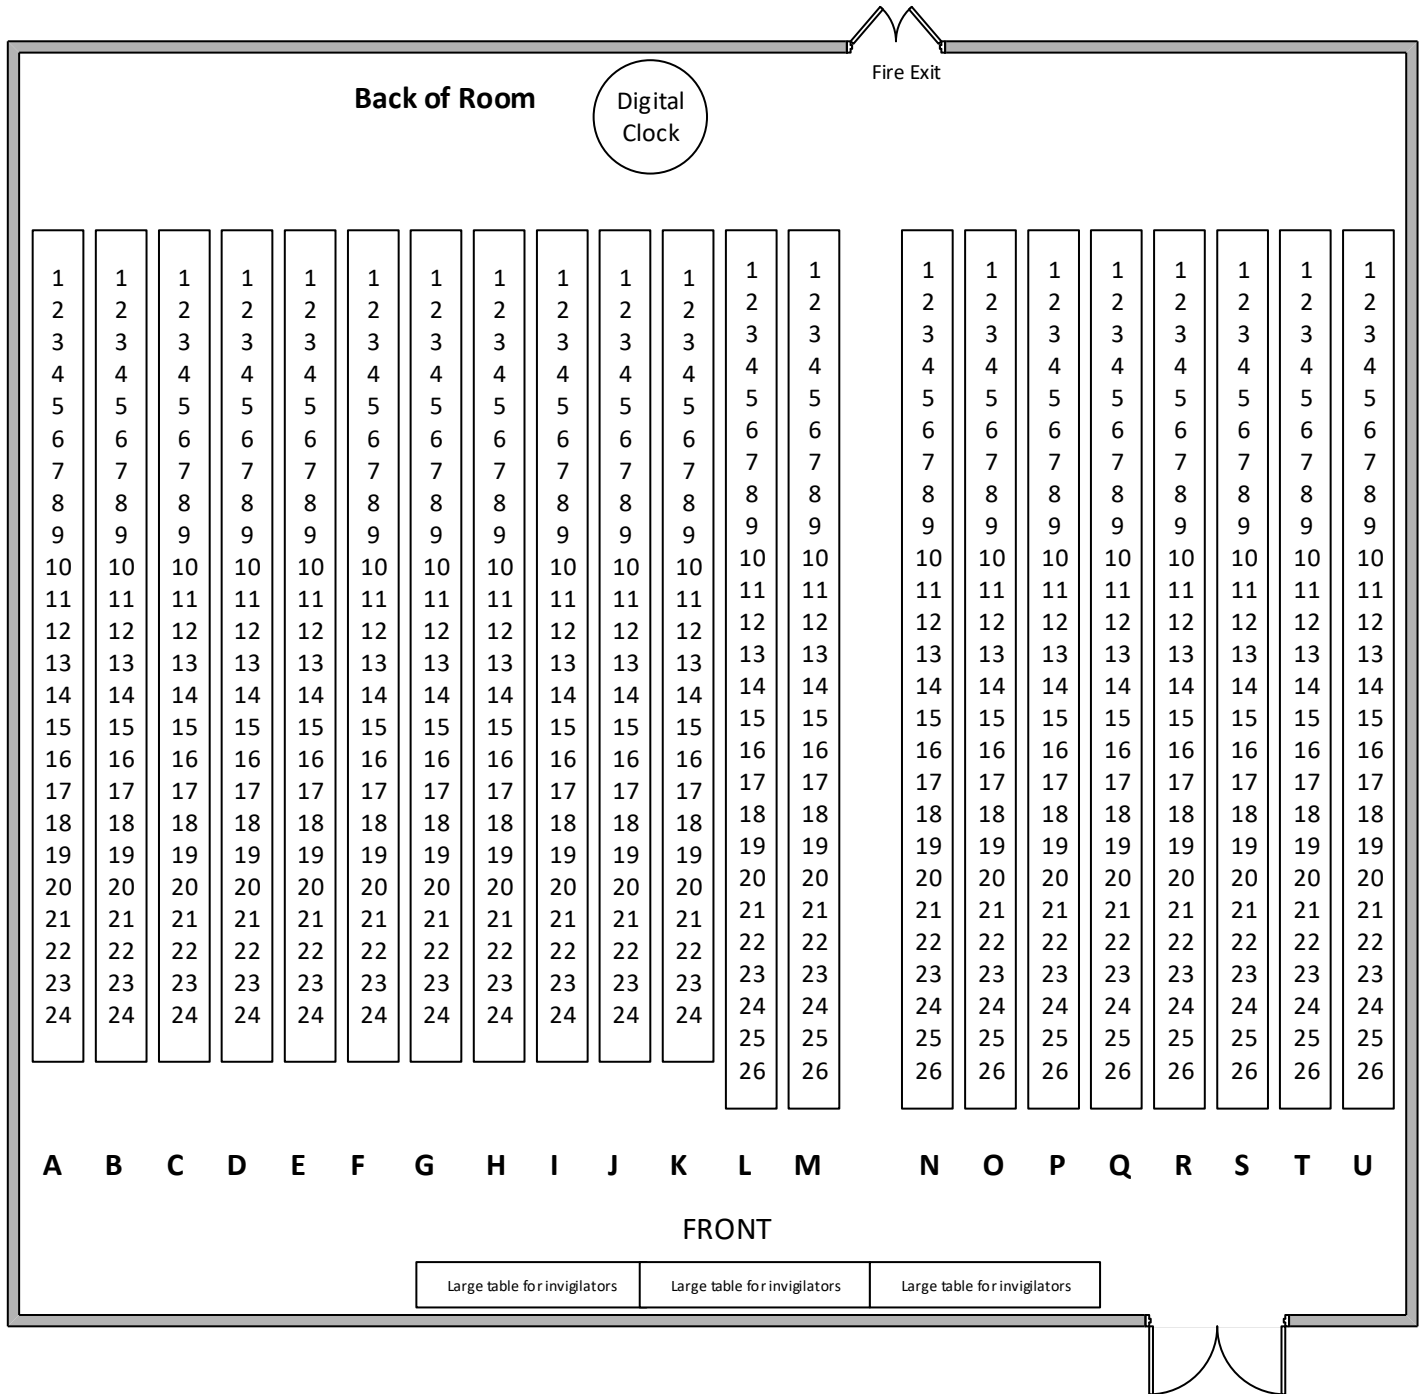 Fire Exit
Back of Room
Digital
Clock
1 1 1 1 1 1 1 1 1 1 1 1 1 1 1 1 1 1 1 1 1
2 2 2 2 2 2 2 2 2 2 2 2 2 2 2 2 2 2 2 2 2
3 3 3 3 3 3 3 3 3 3 3 3 3 3 3 3 3 3 3 3 3
4 4 4 4 4 4 4 4 4 4 4 4 4 4 4 4 4 4 4 4 4
5 5 5 5 5 5 5 5 5 5 5 5 5 5 5 5 5 5 5 5 5
6 6 6 6 6 6 6 6 6 6 6 6 6 6 6 6 6 6 6 6 6
7 7 7 7 7 7 7 7 7 7 7 7 7 7 7 7 7 7 7 7 7
8 8 8 8 8 8 8 8 8 8 8 8 8 8 8 8 8 8 8 8 8
9 9 9 9 9 9 9 9 9 9 9 9 9 9 9 9 9 9 9 9 9
10 10 10 10 10 10 10 10 10 10 10 10 10 10 10 10 10 10 10 10 10
11 11 11 11 11 11 11 11 11 11 11 11 11 11 11 11 11 11 11 11 11
12 12 12 12 12 12 12 12 12 12 12 12 12 12 12 12 12 12 12 12 12
13 13 13 13 13 13 13 13 13 13 13 13 13 13 13 13 13 13 13 13 13
14 14 14 14 14 14 14 14 14 14 14 14 14 14 14 14 14 14 14 14 14
15 15 15 15 15 15 15 15 15 15 15 15 15 15 15 15 15 15 15 15 15
16 16 16 16 16 16 16 16 16 16 16 16 16 16 16 16 16 16 16 16 16
17 17 17 17 17 17 17 17 17 17 17 17 17 17 17 17 17 17 17 17 17
18 18 18 18 18 18 18 18 18 18 18 18 18 18 18 18 18 18 18 18 18
19 19 19 19 19 19 19 19 19 19 19 19 19 19 19 19 19 19 19 19 19
20 20 20 20 20 20 20 20 20 20 20 20 20 20 20 20 20 20 20 20 20
21 21 21 21 21 21 21 21 21 21 21 21 21 21 21 21 21 21 21 21 21
22 22 22 22 22 22 22 22 22 22 22 22 22 22 22 22 22 22 22 22 22
23 23 23 23 23 23 23 23 23 23 23 23 23 23 23 23 23 23 23 23 23
24 24 24 24 24 24 24 24 24 24 24 24 24 24 24 24 24 24 24 24 24
25 25 25 25 25 25 25 25 25 25
26 26 26 26 26 26 26 26 26 26
A B C D E F G H I J K L M N O P Q R S T U
FRONT
Large table for invigilators Large table for invigilators Large table for invigilators